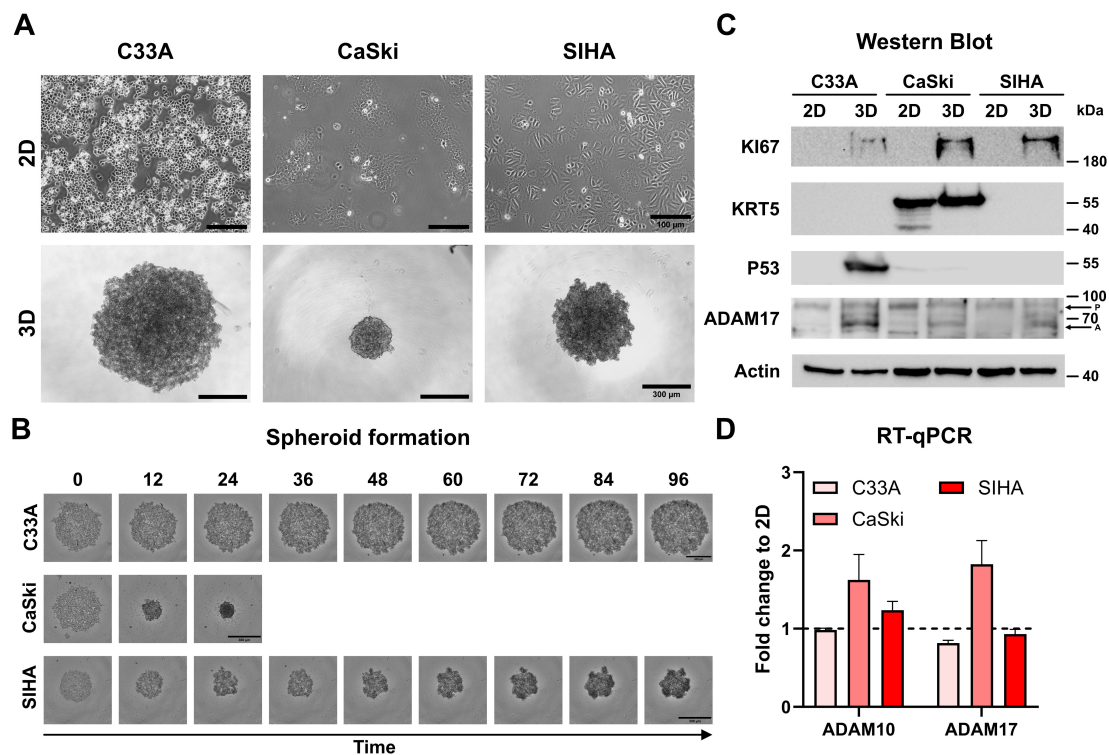 A
C33A
CaSki
SIHA
2D
100 μm
3D
300 μm
B
Spheroid formation
0 12 24 36 48 60 72 84 96
C33A
CaSki
SIHA
Time
C
Western Blot
C33A CaSki SIHA
2D 3D 2D 3D 2D 3D kDa
KI67
180
KRT5
55
40
P53
55
ADAM17
100
P
70
A
Actin
40
D
RT-qPCR
Fold change to 2D
3
2
1
0
C33A SIHA
CaSki
ADAM10 ADAM17